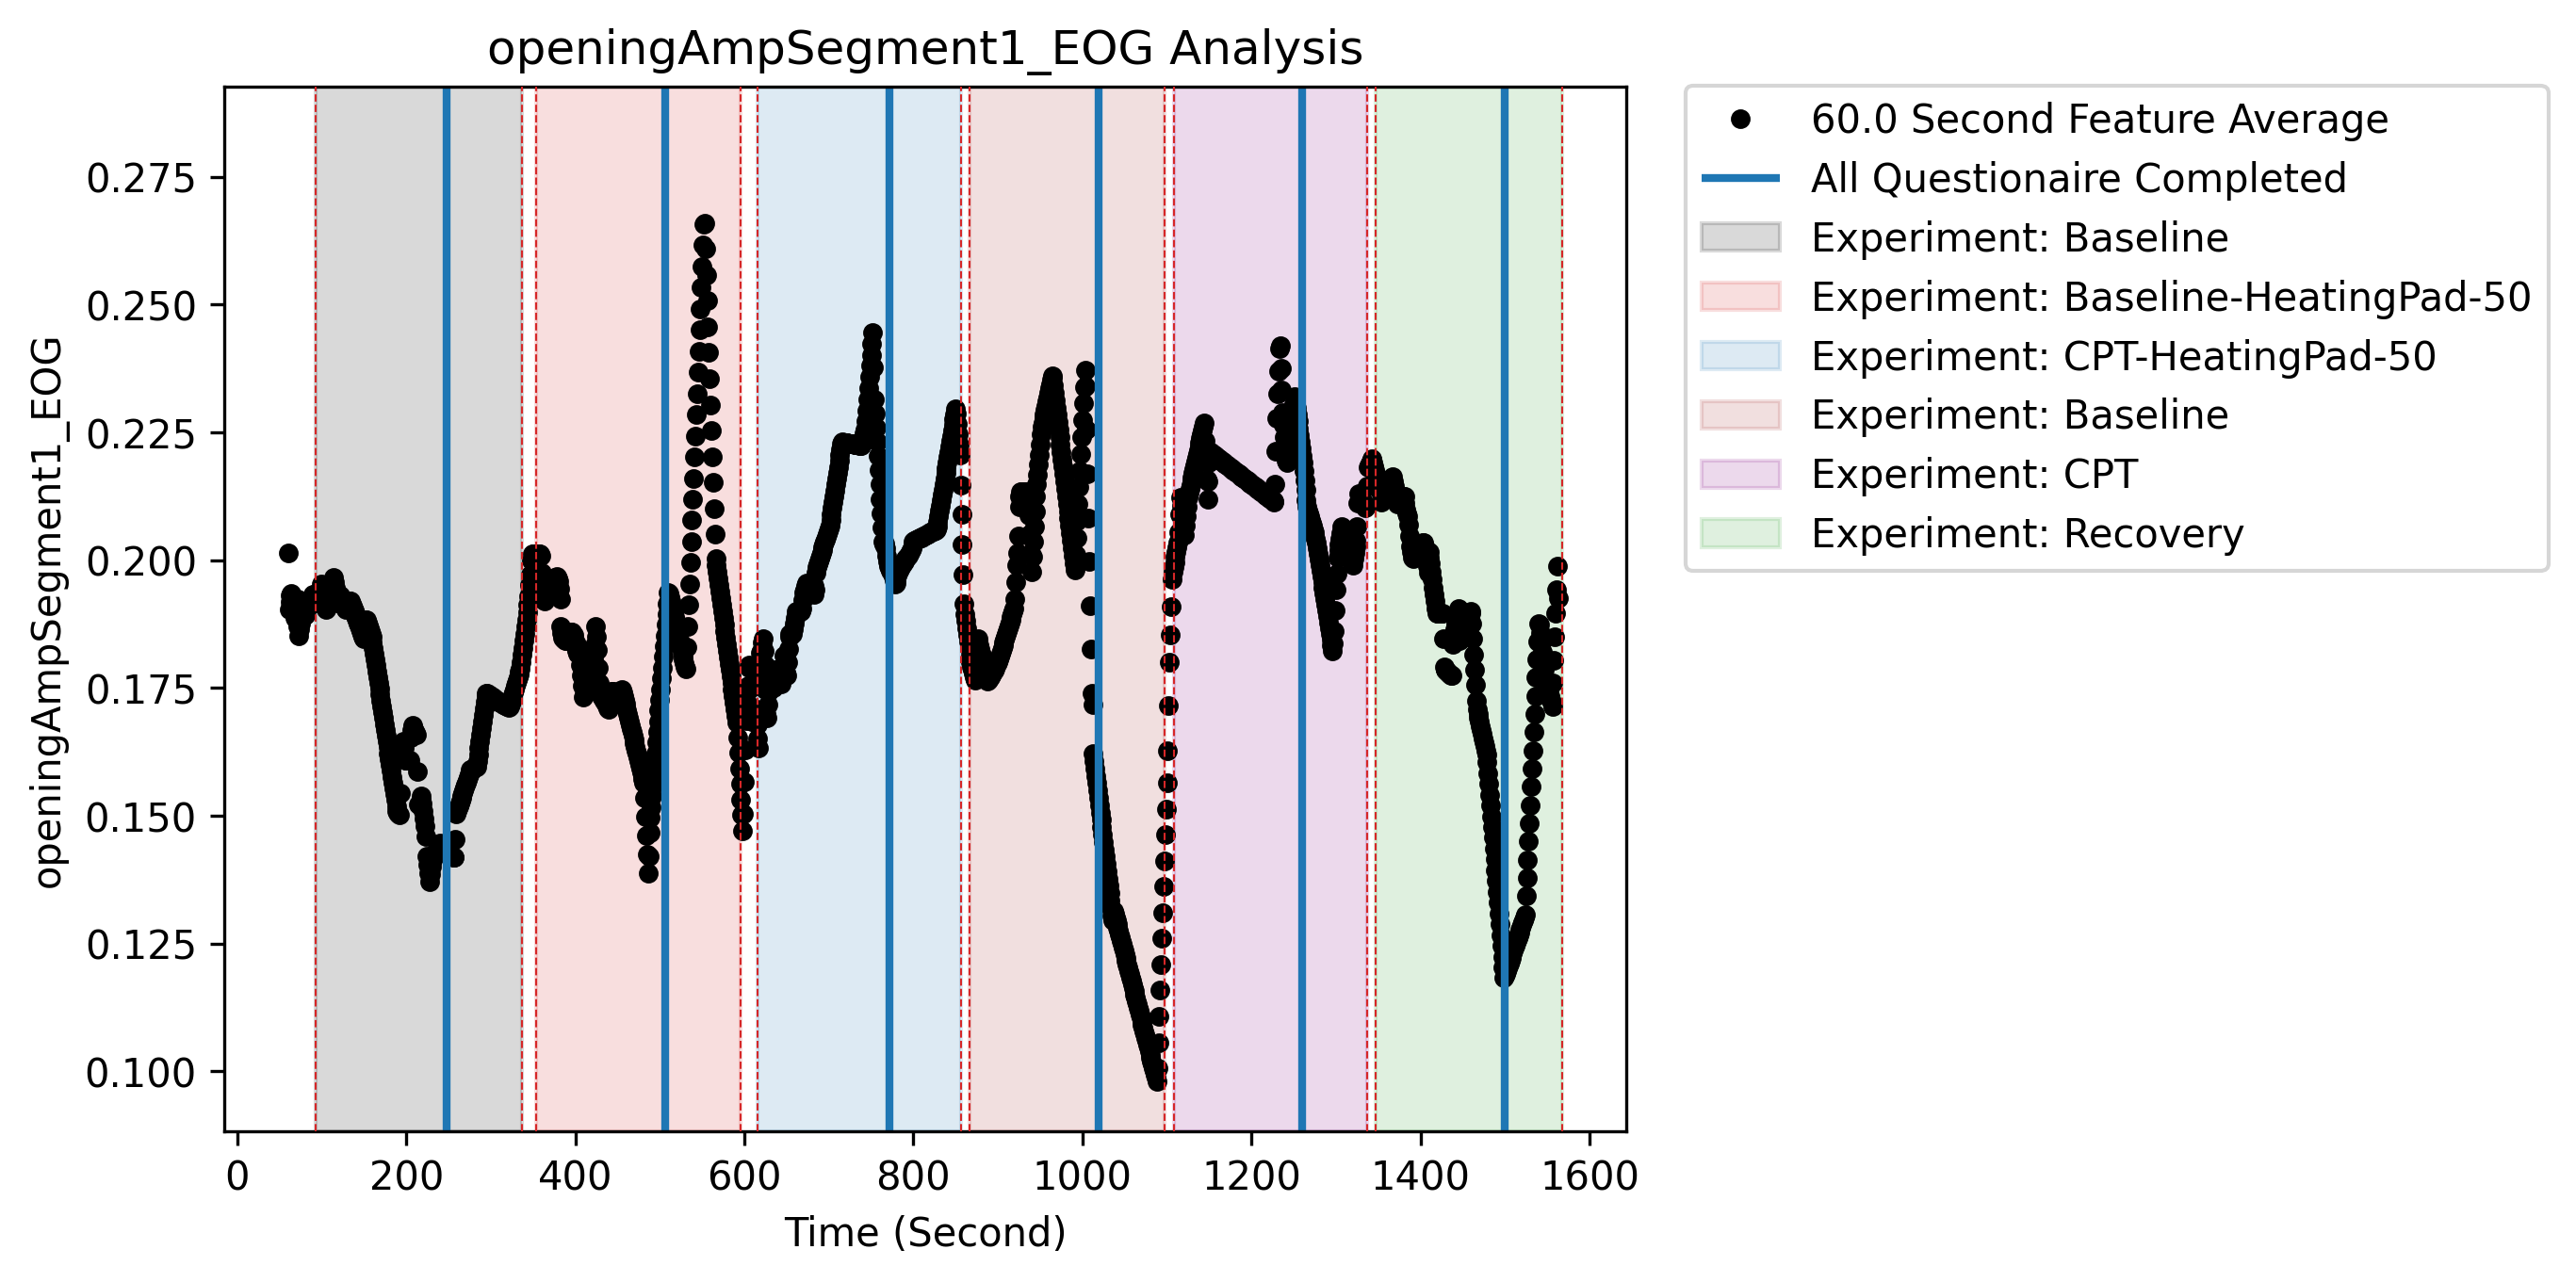 openingAmpSegment1_EOG Analysis
60.0 Second Feature Average
All Questionaire Completed
Experiment: Baseline
Experiment: Baseline-HeatingPad-50
Experiment: CPT-HeatingPad-50
Experiment: Baseline
Experiment: CPT
Experiment: Recovery
openingAmpSegment1_EOG
0.275
0.250
0.225
0.200
0.175
0.150
0.125
0.100
0 200 400 600 800 1000 1200 1400 1600
Time (Second)